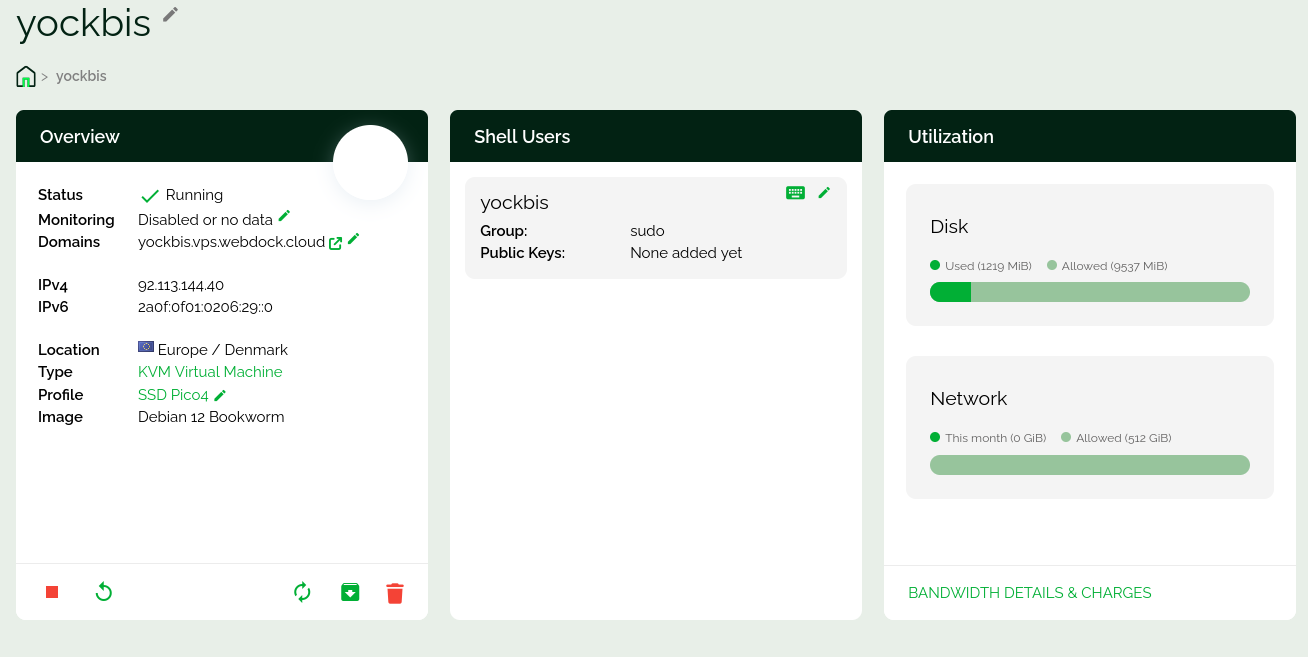 yockbis
> yockbis
Overview
Status Running
Monitoring Disabled or no data
Domains yockbis.vps.webdock.cloud
IPv4 92.113.144.40
IPv6 2a0f:0f01:0206:29::0
Location Europe / Denmark
Type KVM Virtual Machine
Profile SSD Pico4
Image Debian 12 Bookworm
Shell Users
yockbis
Group: sudo
Public Keys: None added yet
Utilization
Disk
Used (1219 MiB) Allowed (9537 MiB)
Network
This month (0 GiB) Allowed (512 GiB)
BANDWIDTH DETAILS & CHARGES